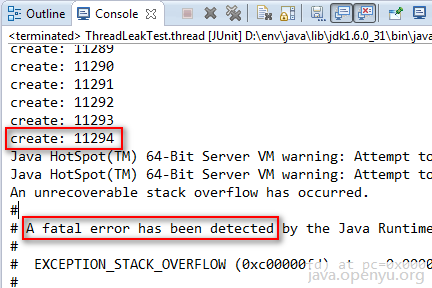 Outline Console
<terminated> ThreadLeakTest.thread [JUnit] D:\env\java\lib\jdk1.6.0_31\bin\java
create: 11289
create: 11290
create: 11291
create: 11292
create: 11293
create: 11294
Java HotSpot(TM) 64-Bit Server VM warning: Attempt to
Java HotSpot(TM) 64-Bit Server VM warning: Attempt to
An unrecoverable stack overflow has occurred.
#
# A fatal error has been detected by the Java Runtime
#
# EXCEPTION_STACK_OVERFLOW (0xc00000fd) at
java.openyu.org